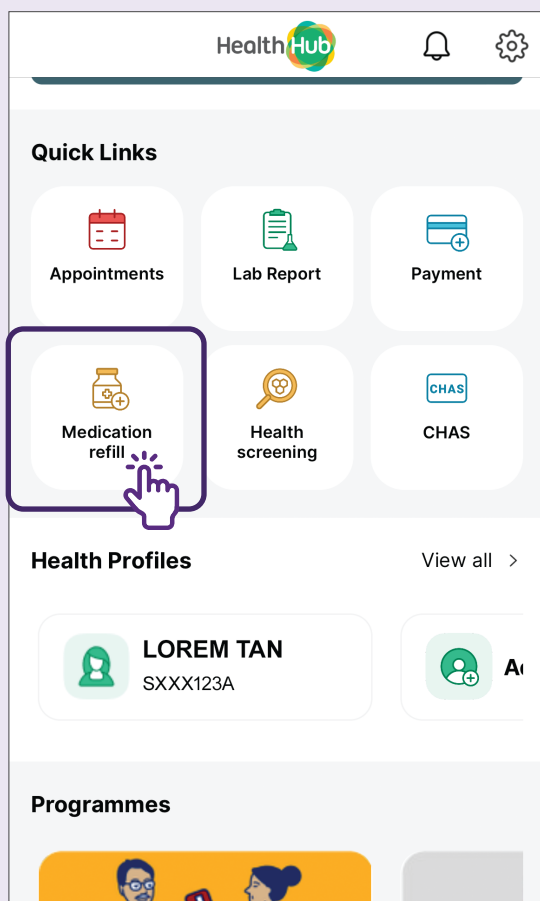 HealthHub
Quick Links
Appointments
Lab Report
Payment
Medication
refill
Health
screening
CHAS
CHAS
Health Profiles
View all
LOREM TAN
SXXX123A
Programmes